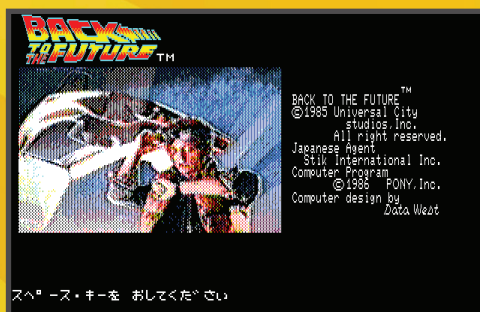 BACK
TO THE FUTURE™
BACK TO THE FUTURE™
©1985 Universal City
studios,Inc.
All right reserved.
Japanese Agent
Stik International Inc.
Computer Program
©1986 PONY,Inc.
Computer design by
Data West
スペース・キーを おしてください